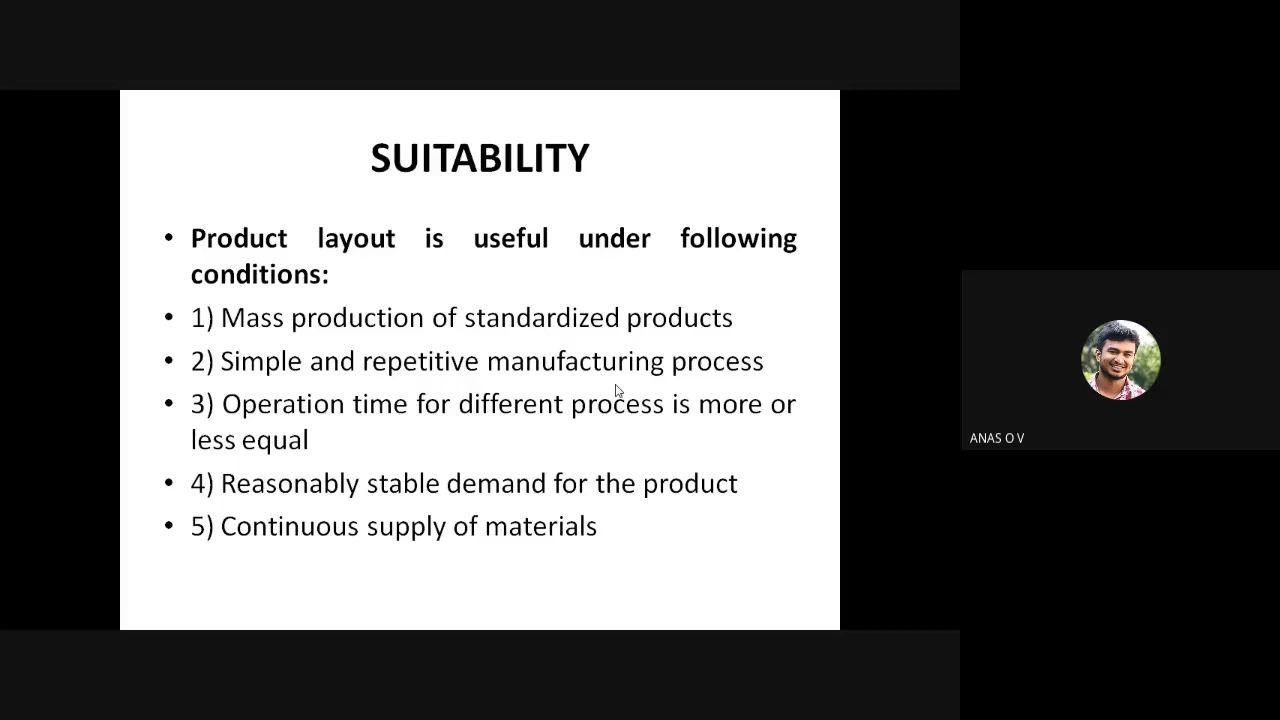 SUITABILITY
• Product layout is useful under following
conditions:
• 1) Mass production of standardized products
• 2) Simple and repetitive manufacturing process
• 3) Operation time for different process is more or
less equal
• 4) Reasonably stable demand for the product
• 5) Continuous supply of materials
ANAS O V